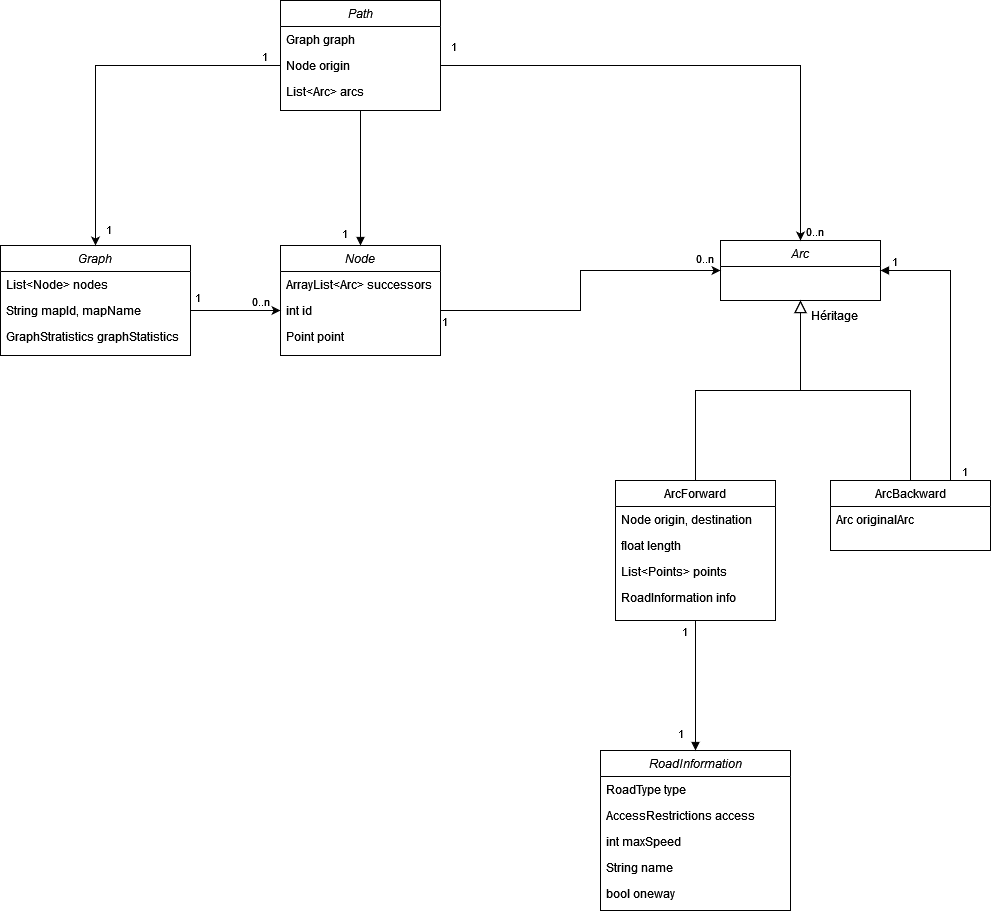 Path
Graph graph
Node origin
List<Arc> arcs
1
1
1
1
0..n
Graph
List<Node> nodes
String mapId, mapName
GraphStratistics graphStatistics
1
0..n
Node
ArrayList<Arc> successors
int id
Point point
1
0..n
Arc
1
Héritage
1
ArcForward
Node origin, destination
float length
List<Points> points
RoadInformation info
ArcBackward
Arc originalArc
1
1
RoadInformation
RoadType type
AccessRestrictions access
int maxSpeed
String name
bool oneway